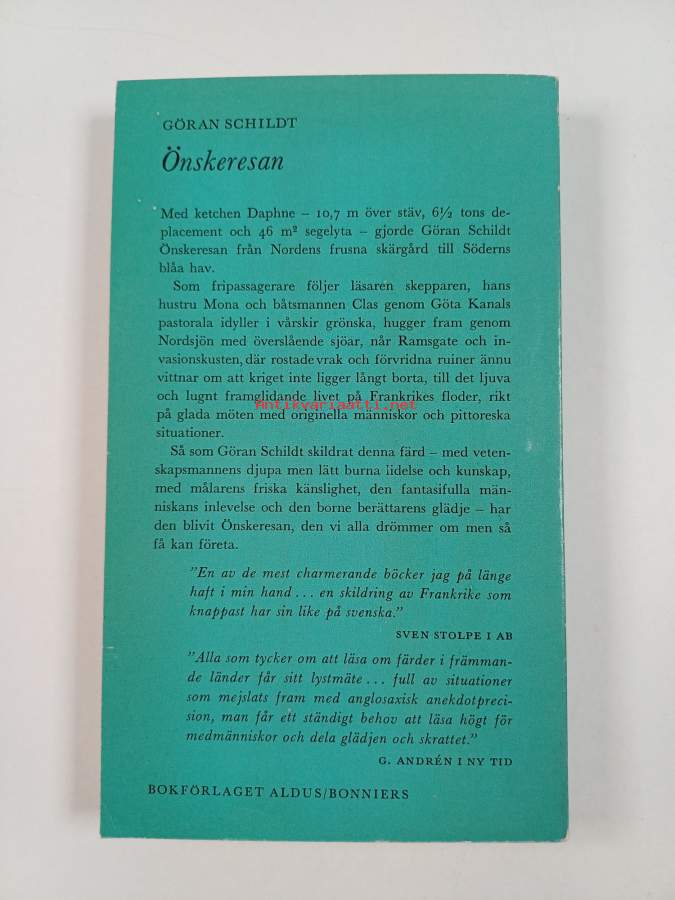 GÖRAN SCHILDT
Önskeresan
Med ketchen Daphne – 10,7 m över stäv, 6½ tons de-
placement och 46 m² segelyta – gjorde Göran Schildt
Önskeresan från Nordens frusna skärgård till Söderns
blåa hav.
Som fripassagerare följer läsaren skepparen, hans
hustru Mona och båtsmannen Clas genom Göta Kanals
pastorala idyller i vårskir grönska, hugger fram genom
Nordsjön med överslående sjöar, når Ramsgate och in-
vasionskusten, där rostade vrak och förvridna ruiner ännu
vittnar om att kriget inte ligger långt borta, till det ljuva
och lugnt framglidande livet på Frankrikes floder, rikt
Antikvariaatti.net
på glada möten med originella människor och pittoreska
situationer.
Så som Göran Schildt skildrat denna färd – med veten-
skapsmannens djupa men lätt burna lidelse och kunskap,
med målarens friska känslighet, den fantasifulla män-
niskans inlevelse och den borne berättarens glädje – har
den blivit Önskeresan, den vi alla drömmer om men så
få kan företa.
"En av de mest charmerande böcker jag på länge
haft i min hand... en skildring av Frankrike som
knappast har sin like på svenska."
SVEN STOLPE I AB
"Alla som tycker om att läsa om färder i främman-
de länder får sitt lystmäte... full av situationer
som mejslats fram med anglosaxisk anekdotpreci-
sion, man får ett ständigt behov att läsa högt för
medmänniskor och dela glädjen och skrattet."
G. ANDRÉN I NY TID
BOKFÖRLAGET ALDUS/BONNIERS